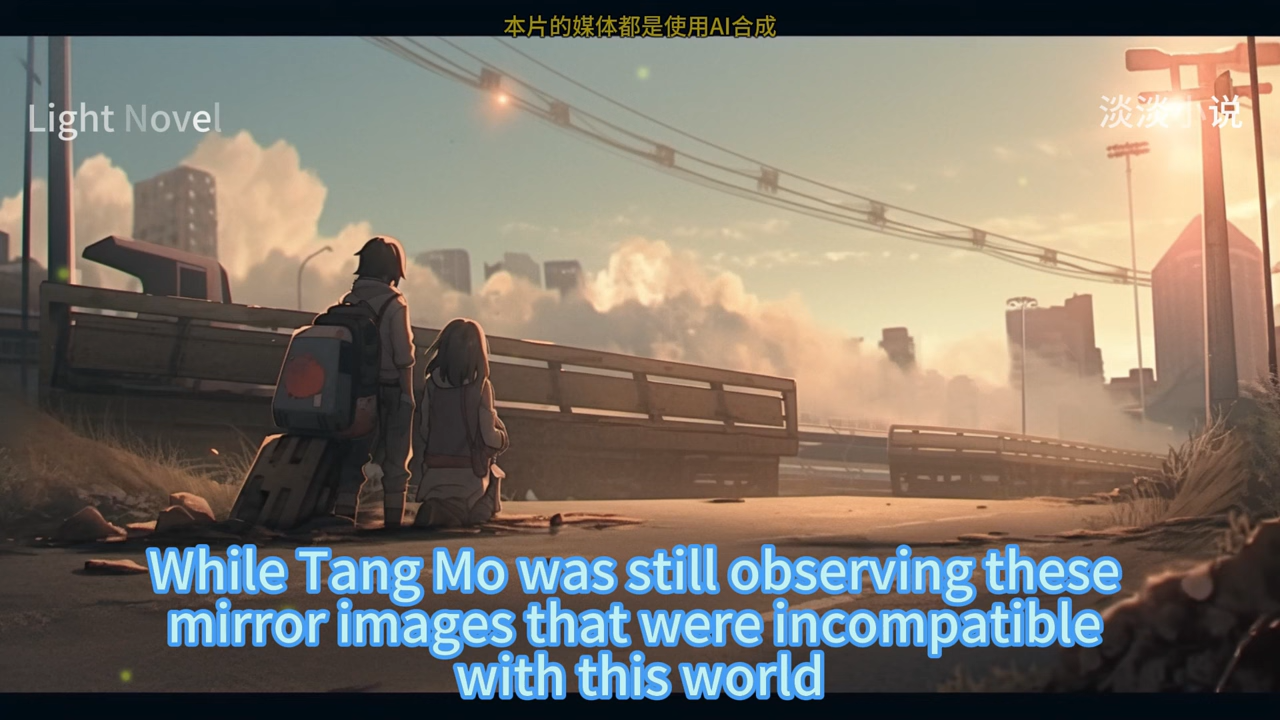 本片的媒体都是使用AI合成
Light Novel
淡淡小说
While Tang Mo was still observing these
mirror images that were incompatible
with this world